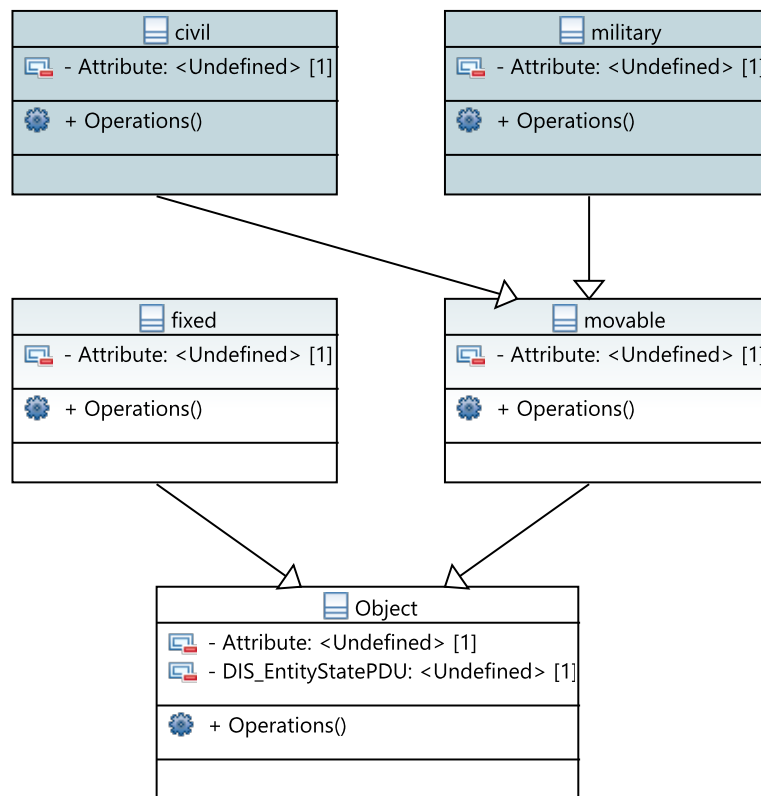 civil
- Attribute: <Undefined> [1]
+ Operations()
military
- Attribute: <Undefined> [1]
+ Operations()
fixed
- Attribute: <Undefined> [1]
+ Operations()
movable
- Attribute: <Undefined> [1]
+ Operations()
Object
- Attribute: <Undefined> [1]
- DIS_EntityStatePDU: <Undefined> [1]
+ Operations()